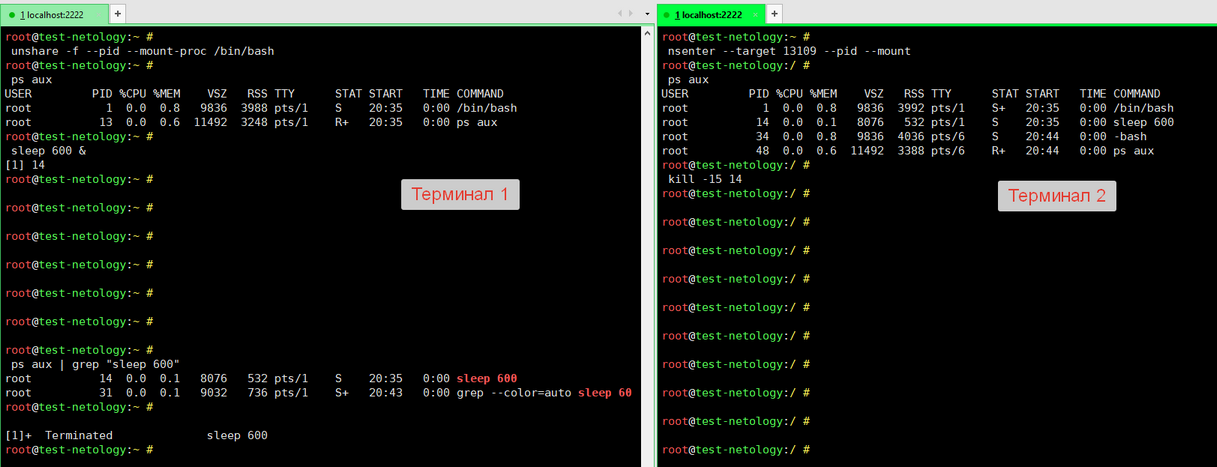 1 localhost:2222 +
root@test-netology:~ #
unshare -f --pid --mount-proc /bin/bash
root@test-netology:~ #
ps aux
USER PID %CPU %MEM VSZ RSS TTY STAT START TIME COMMAND
root 1 0.0 0.8 9836 3988 pts/1 S 20:35 0:00 /bin/bash
root 13 0.0 0.6 11492 3248 pts/1 R+ 20:35 0:00 ps aux
root@test-netology:~ #
sleep 600 &
[1] 14
root@test-netology:~ #
Терминал 1
root@test-netology:~ #
root@test-netology:~ #
root@test-netology:~ #
root@test-netology:~ #
root@test-netology:~ #
root@test-netology:~ #
ps aux | grep "sleep 600"
root 14 0.0 0.1 8076 532 pts/1 S 20:35 0:00 sleep 600
root 31 0.0 0.1 9032 736 pts/1 S+ 20:43 0:00 grep --color=auto sleep 60
root@test-netology:~ #
[1]+ Terminated sleep 600
root@test-netology:~ #
1 localhost:2222 +
root@test-netology:~ #
nsenter --target 13109 --pid --mount
root@test-netology:/ #
ps aux
USER PID %CPU %MEM VSZ RSS TTY STAT START TIME COMMAND
root 1 0.0 0.8 9836 3992 pts/1 S+ 20:35 0:00 /bin/bash
root 14 0.0 0.1 8076 532 pts/1 S 20:35 0:00 sleep 600
root 34 0.0 0.8 9836 4036 pts/6 S 20:44 0:00 -bash
root 48 0.0 0.6 11492 3388 pts/6 R+ 20:44 0:00 ps aux
root@test-netology:/ #
kill -15 14
root@test-netology:/ #
Терминал 2
root@test-netology:/ #
root@test-netology:/ #
root@test-netology:/ #
root@test-netology:/ #
root@test-netology:/ #
root@test-netology:/ #
root@test-netology:/ #
root@test-netology:/ #
root@test-netology:/ #